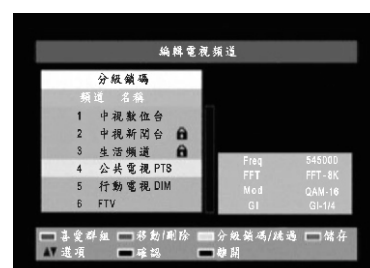 編輯電視頻道
分級鎖碼
頻道 名稱
1 中視數位台
2 中視新聞台
3 生活頻道
4 公共電視 PTS
5 行動電視 DIM
6 FTV
Freq 545000
FFT FFT-8K
Mod QAM-16
GI GI-1/4
喜愛群組 移動/刪除 分級鎖碼/跳過 儲存
選項 確認 離開